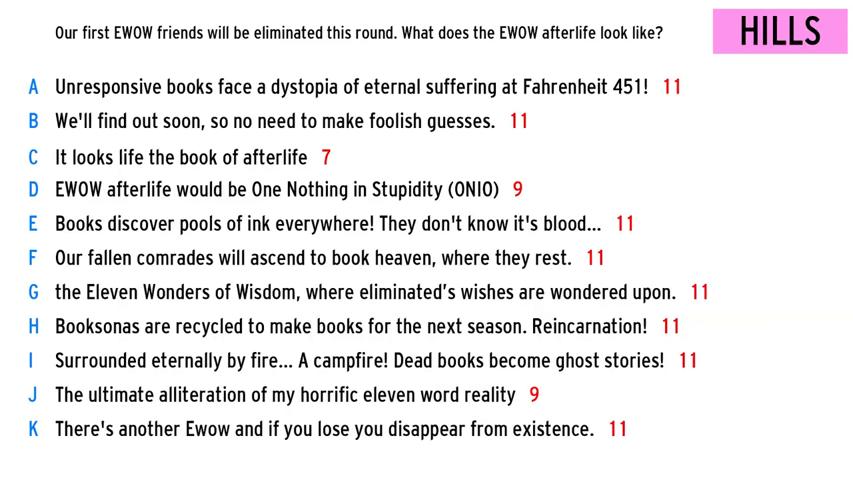 Our first EWOW friends will be eliminated this round. What does the EWOW afterlife look like?
HILLS
A Unresponsive books face a dystopia of eternal suffering at Fahrenheit 451! 11
B We'll find out soon, so no need to make foolish guesses. 11
C It looks life the book of afterlife 7
D EWOW afterlife would be One Nothing in Stupidity (ONIO) 9
E Books discover pools of ink everywhere! They don't know it's blood... 11
F Our fallen comrades will ascend to book heaven, where they rest. 11
G the Eleven Wonders of Wisdom, where eliminated’s wishes are wondered upon. 11
H Booksonas are recycled to make books for the next season. Reincarnation! 11
I Surrounded eternally by fire... A campfire! Dead books become ghost stories! 11
J The ultimate alliteration of my horrific eleven word reality 9
K There's another Ewow and if you lose you disappear from existence. 11